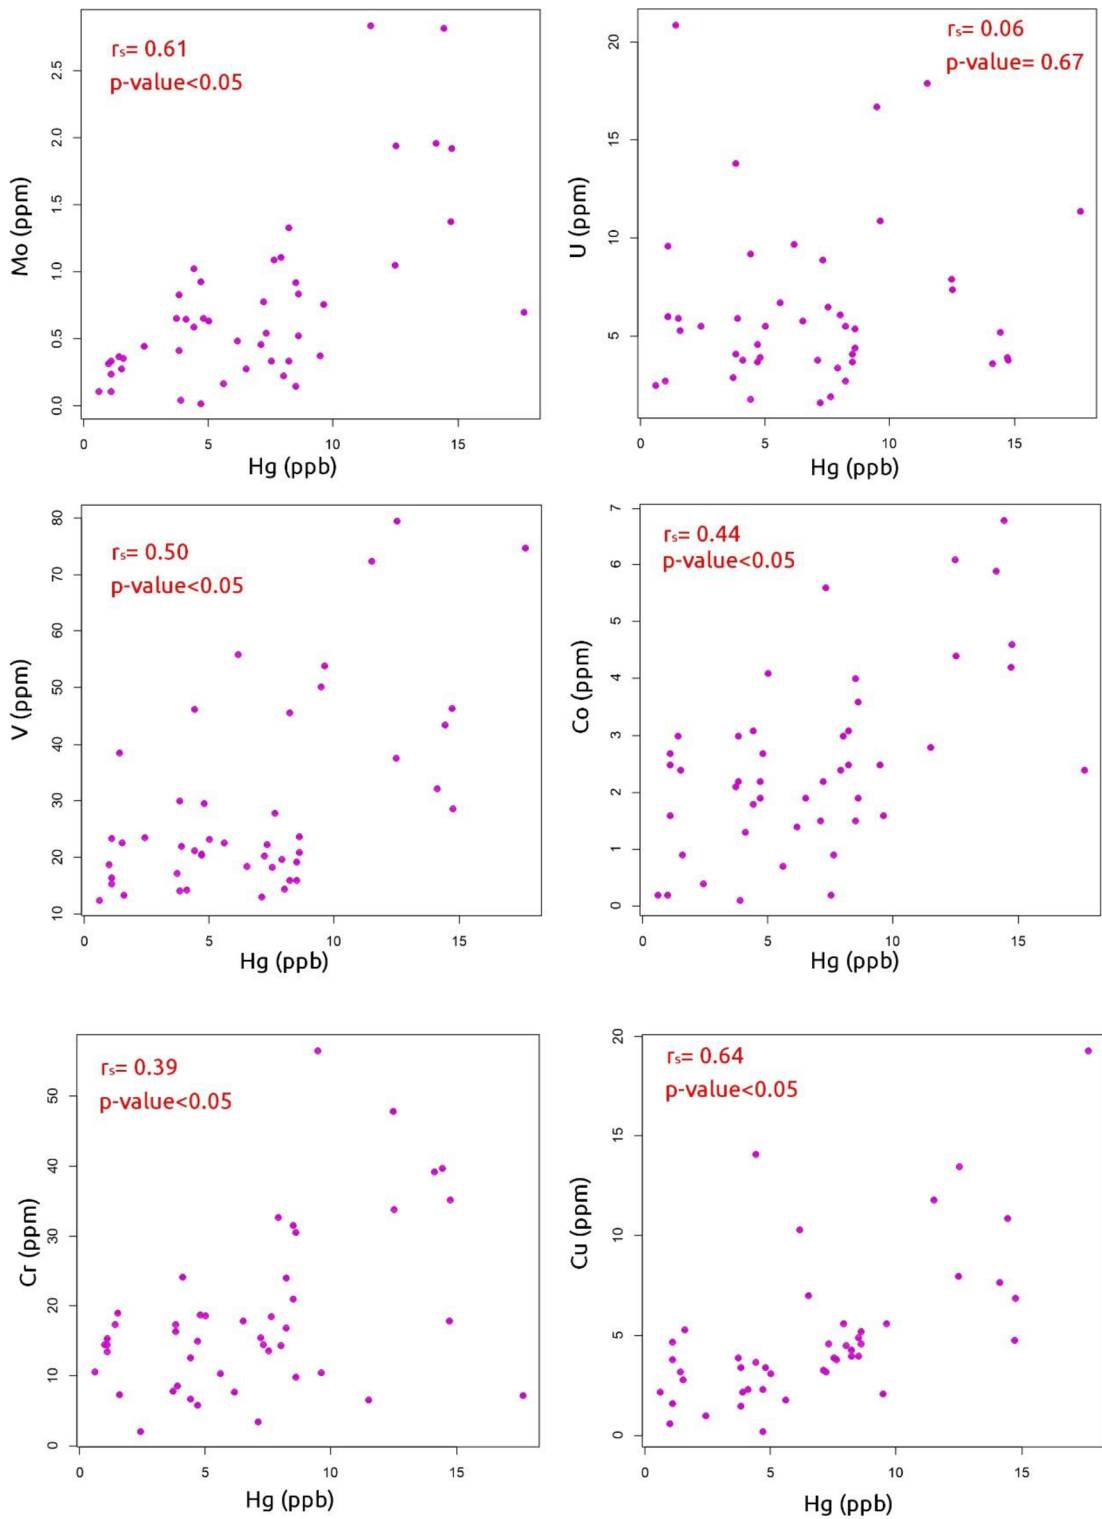 rs= 0.61
p-value<0.05
Mo (ppm)
0.0 0.5 1.0 1.5 2.0 2.5
0 5 10 15
Hg (ppb)
rs= 0.06
p-value= 0.67
U (ppm)
5 10 15 20
0 5 10 15
Hg (ppb)
rs= 0.50
p-value<0.05
V (ppm)
10 20 30 40 50 60 70 80
0 5 10 15
Hg (ppb)
rs= 0.44
p-value<0.05
Co (ppm)
0 1 2 3 4 5 6 7
0 5 10 15
Hg (ppb)
rs= 0.39
p-value<0.05
Cr (ppm)
0 10 20 30 40 50
0 5 10 15
Hg (ppb)
rs= 0.64
p-value<0.05
Cu (ppm)
0 5 10 15 20
0 5 10 15
Hg (ppb)